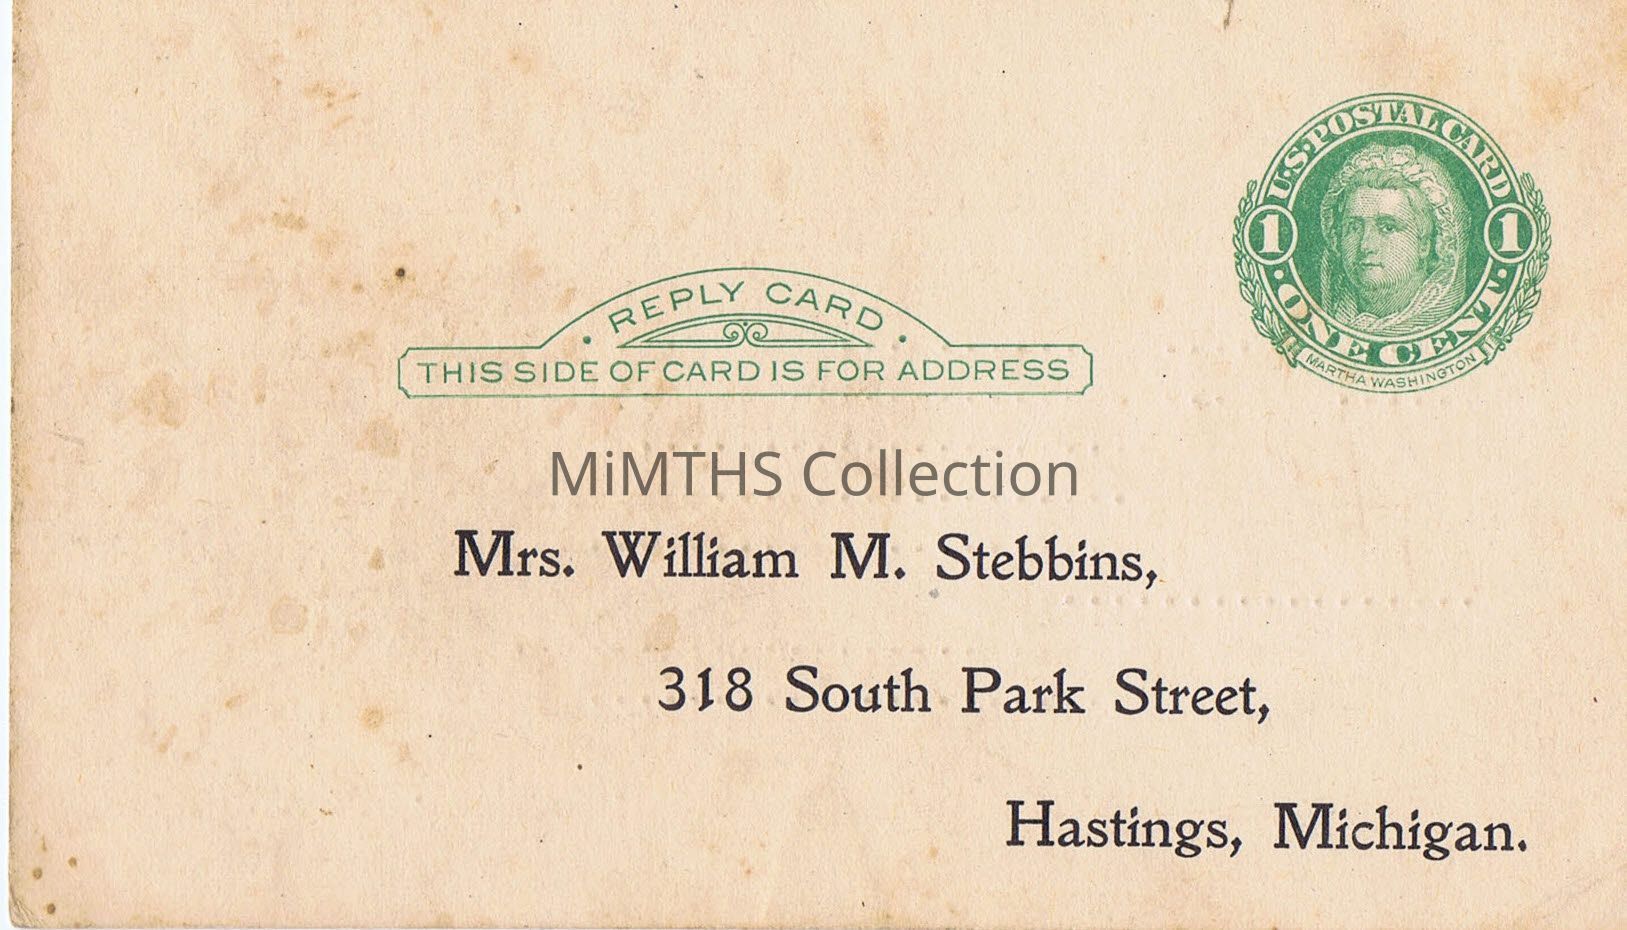 U.S. POSTAL CARD
1 1
ONE CENT
MARTHA WASHINGTON
· REPLY CARD ·
THIS SIDE OF CARD IS FOR ADDRESS
MiMTHS Collection
Mrs. William M. Stebbins,
318 South Park Street,
Hastings, Michigan.